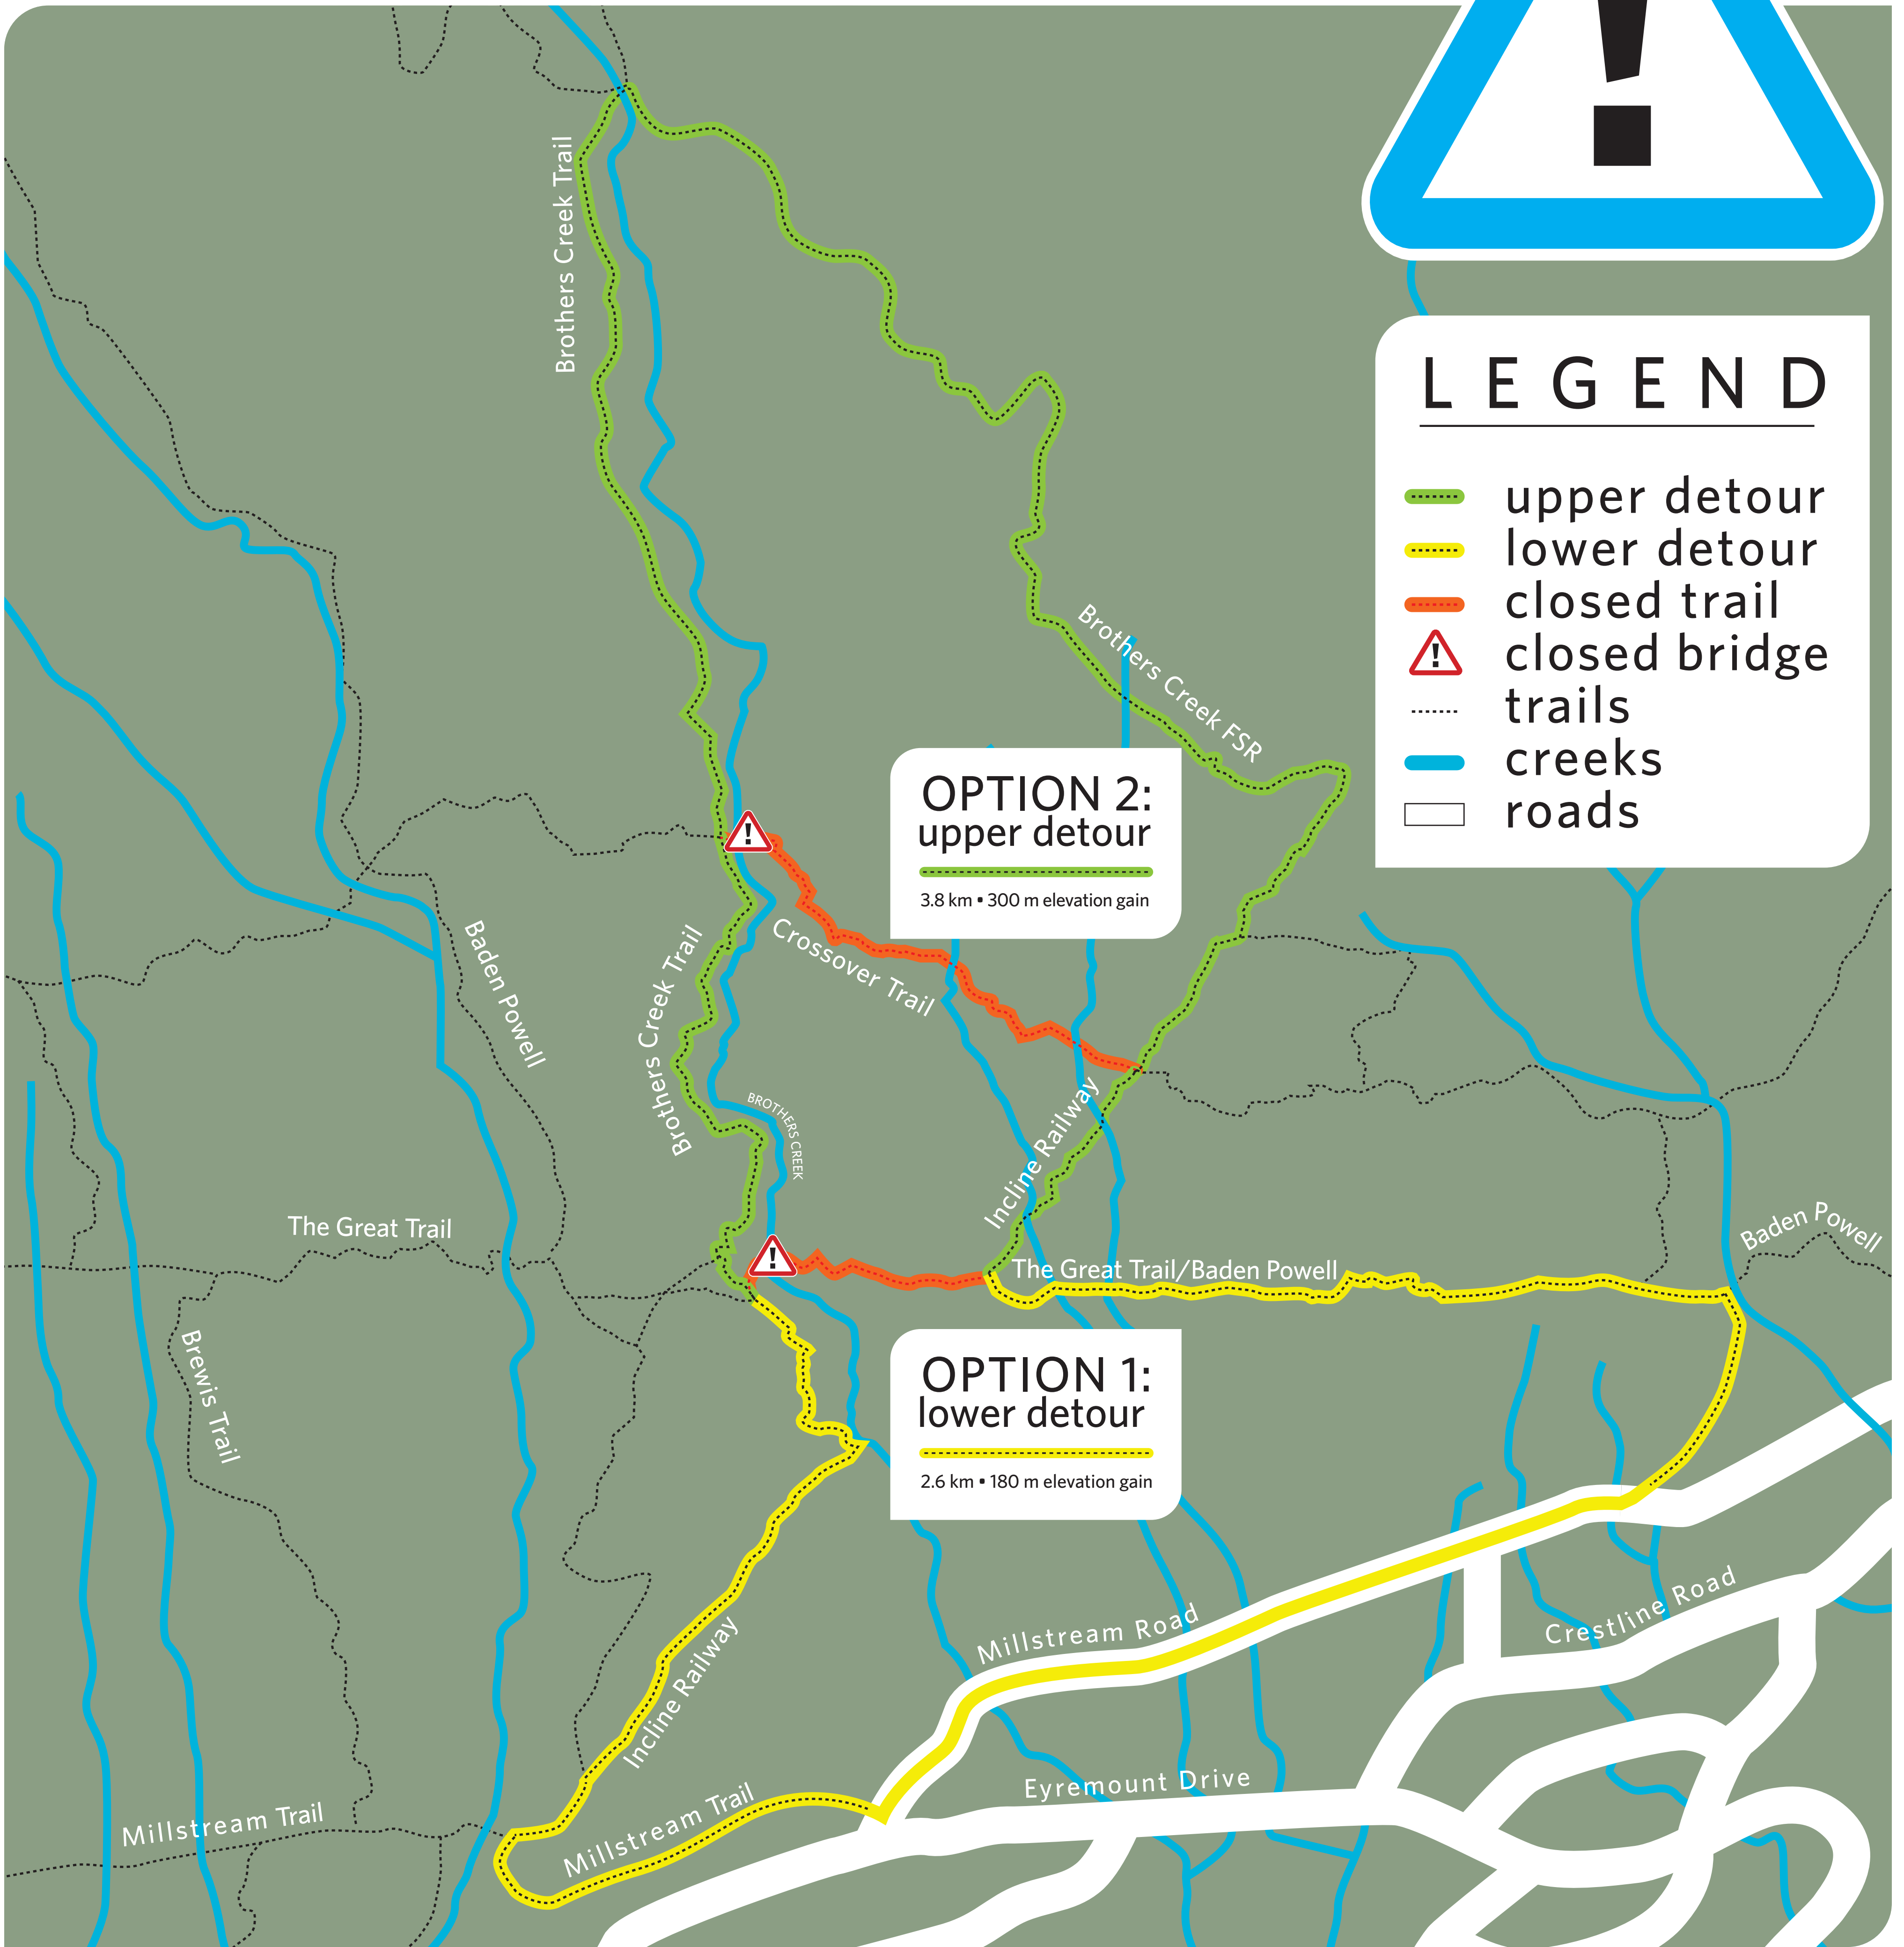 !
LEGEND
upper detour
lower detour
closed trail
! closed bridge
trails
creeks
roads
Brothers Creek Trail
Brothers Creek FSR
OPTION 2:
upper detour
3.8 km • 300 m elevation gain
!
Crossover Trail
Baden Powell
Brothers Creek Trail
BROTHERS CREEK
Incline Railway
The Great Trail
!
The Great Trail/Baden Powell
Baden Powell
Brewis Trail
OPTION 1:
lower detour
2.6 km • 180 m elevation gain
Incline Railway
Millstream Road
Crestline Road
Eyremount Drive
Millstream Trail
Millstream Trail